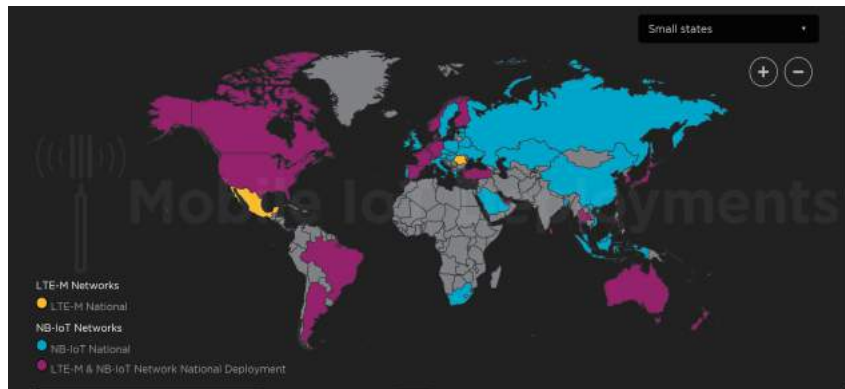 Small states
+ −
Mobile IoT Deployments
LTE-M Networks
LTE-M National
NB-IoT Networks
NB-IoT National
LTE-M & NB-IoT Network National Deployment